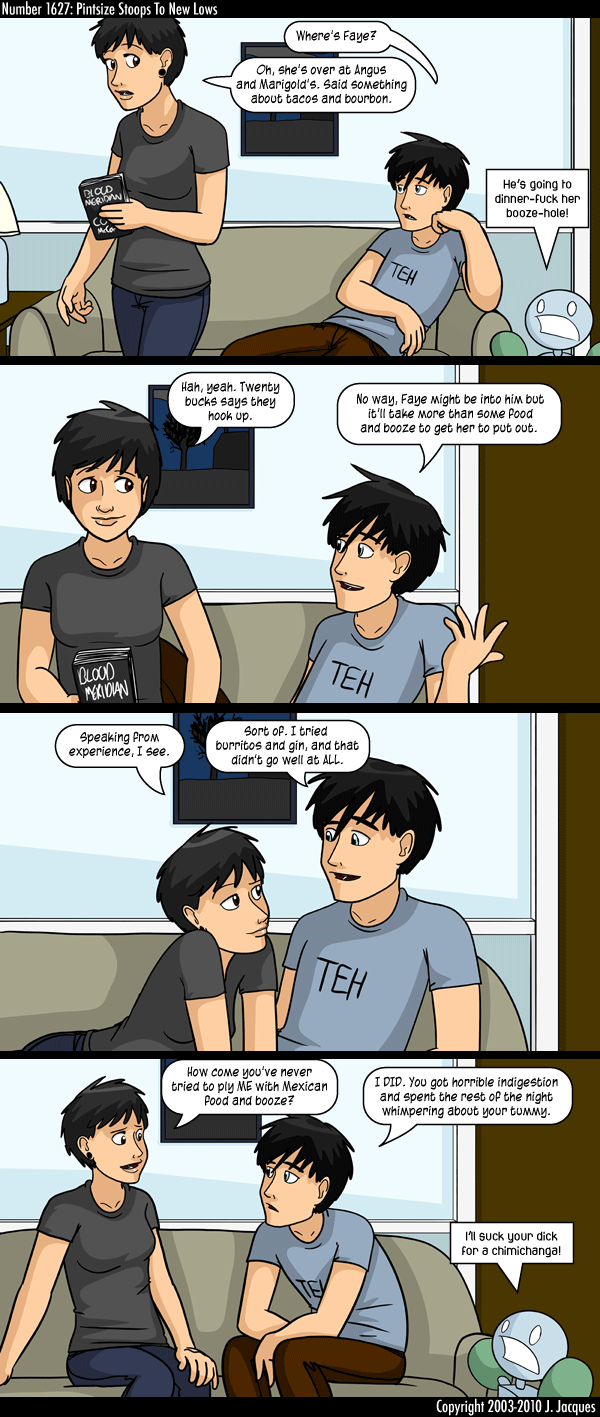 Number 1627: Pintsize Stoops To New Lows
Where's Faye?
Oh, she's over at Angus
and Marigold's. Said something
about tacos and bourbon.
BLOOD
MERIDIAN
CO
McCa
TEH
He's going to
dinner-fuck her
booze-hole!
Hah, yeah. Twenty
bucks says they
hook up.
No way, Faye might be into him but
it'll take more than some food
and booze to get her to put out.
BLOOD
MERIDIAN
TEH
Speaking from
experience, I see.
Sort of. I tried
burritos and gin, and that
didn't go well at ALL.
TEH
How come you've never
tried to ply ME with Mexican
food and booze?
I DID. You got horrible indigestion
and spent the rest of the night
whimpering about your tummy.
TEH
I'll suck your dick
for a chimichanga!
Copyright 2003-2010 J. Jacques